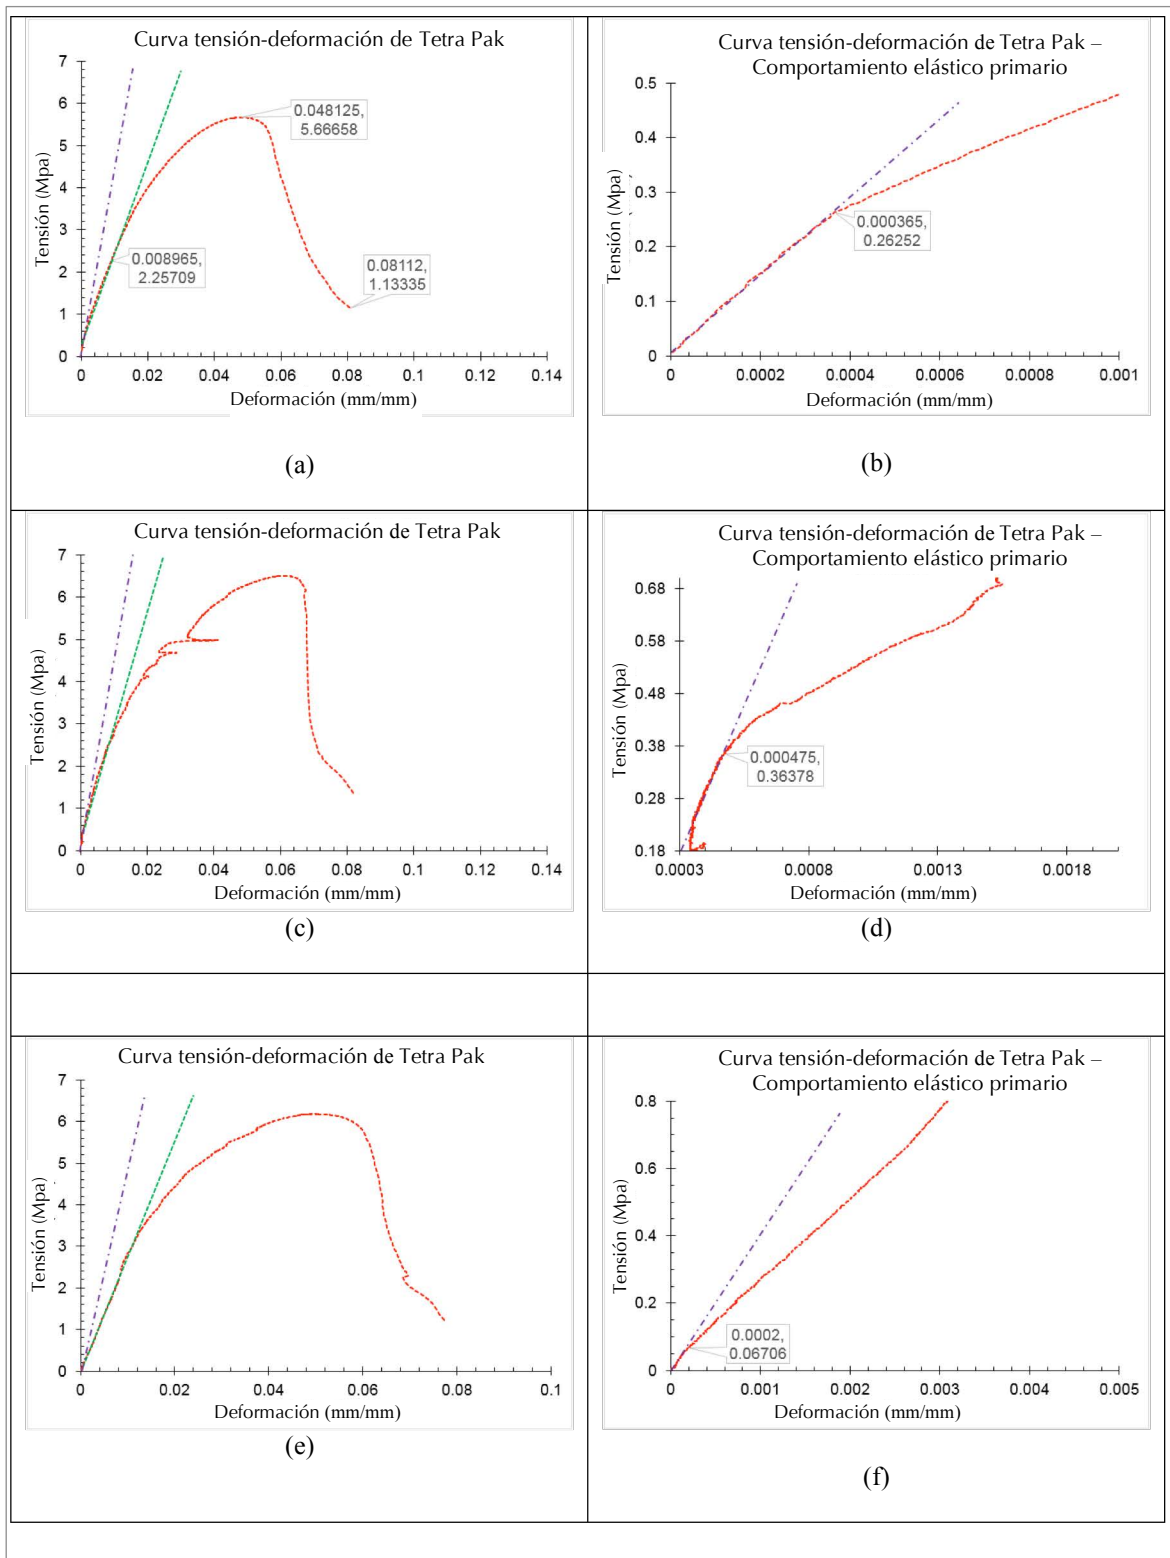 Curva tensión-deformación de Tetra Pak
7
6
5
4
3
2
1
0
Tensión (Mpa)
0.048125,
5.66658
0.008965,
2.25709
0.08112,
1.13335
0 0.02 0.04 0.06 0.08 0.1 0.12 0.14
Deformación (mm/mm)
(a)
Curva tensión-deformación de Tetra Pak –
Comportamiento elástico primario
0.5
0.4
0.3
0.2
0.1
0
Tensión (Mpa)
0.000365,
0.26252
0 0.0002 0.0004 0.0006 0.0008 0.001
Deformación (mm/mm)
(b)
Curva tensión-deformación de Tetra Pak
7
6
5
4
3
2
1
0
Tensión (Mpa)
0 0.02 0.04 0.06 0.08 0.1 0.12 0.14
Deformación (mm/mm)
(c)
Curva tensión-deformación de Tetra Pak –
Comportamiento elástico primario
0.68
0.58
0.48
0.38
0.28
0.18
Tensión (Mpa)
0.000475,
0.36378
0.0003 0.0008 0.0013 0.0018
Deformación (mm/mm)
(d)
Curva tensión-deformación de Tetra Pak
7
6
5
4
3
2
1
0
Tensión (Mpa)
0 0.02 0.04 0.06 0.08 0.1
Deformación (mm/mm)
(e)
Curva tensión-deformación de Tetra Pak –
Comportamiento elástico primario
0.8
0.6
0.4
0.2
0
Tensión (Mpa)
0.0002,
0.06706
0 0.001 0.002 0.003 0.004 0.005
Deformación (mm/mm)
(f)